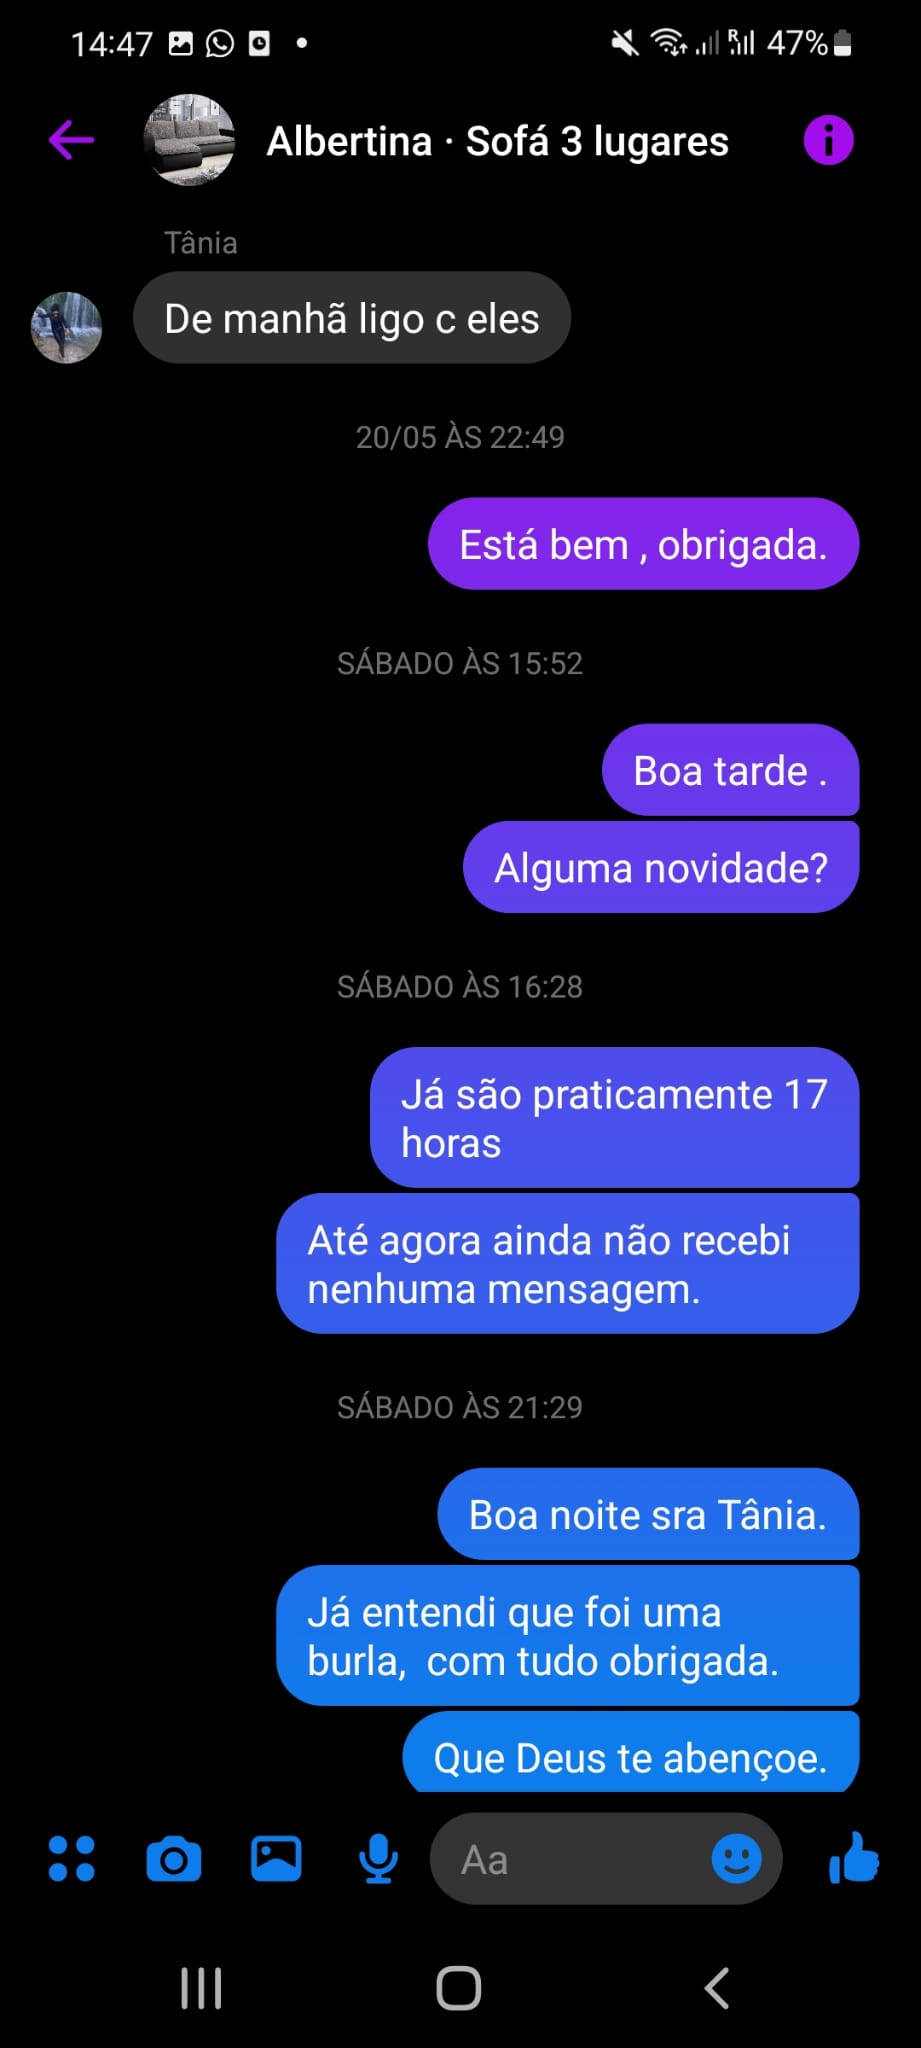 14:47
47%
Albertina · Sofá 3 lugares
Tânia
De manhã ligo c eles
20/05 ÀS 22:49
Está bem , obrigada.
SÁBADO ÀS 15:52
Boa tarde .
Alguma novidade?
SÁBADO ÀS 16:28
Já são praticamente 17
horas
Até agora ainda não recebi
nenhuma mensagem.
SÁBADO ÀS 21:29
Boa noite sra Tânia.
Já entendi que foi uma
burla,  com tudo obrigada.
Que Deus te abençoe.
Aa